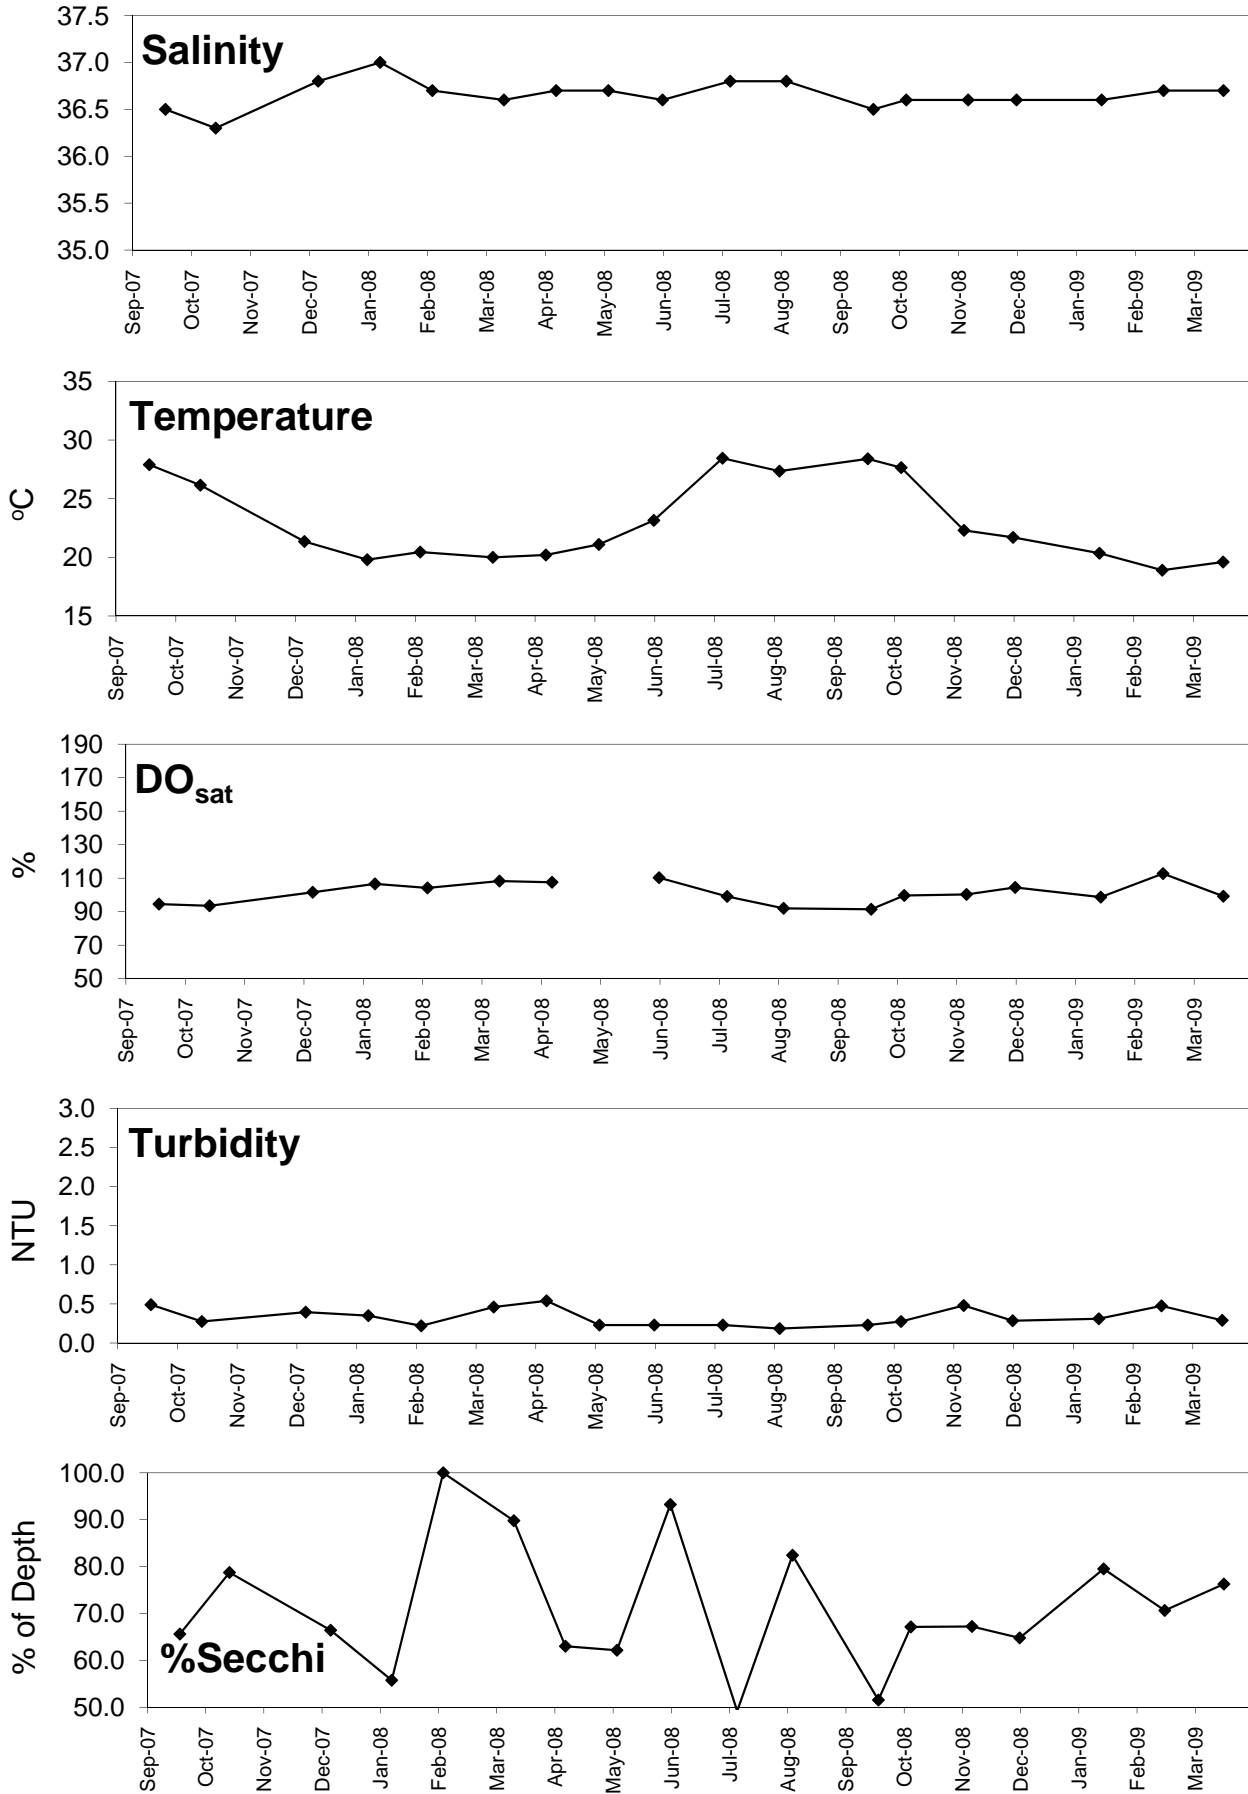 Salinity
37.5
37.0
36.5
36.0
35.5
35.0
Sep-07 Oct-07 Nov-07 Dec-07 Jan-08 Feb-08 Mar-08 Apr-08 May-08 Jun-08 Jul-08 Aug-08 Sep-08 Oct-08 Nov-08 Dec-08 Jan-09 Feb-09 Mar-09
Temperature
ºC
35
30
25
20
15
Sep-07 Oct-07 Nov-07 Dec-07 Jan-08 Feb-08 Mar-08 Apr-08 May-08 Jun-08 Jul-08 Aug-08 Sep-08 Oct-08 Nov-08 Dec-08 Jan-09 Feb-09 Mar-09
DOsat
%
190
170
150
130
110
90
70
50
Sep-07 Oct-07 Nov-07 Dec-07 Jan-08 Feb-08 Mar-08 Apr-08 May-08 Jun-08 Jul-08 Aug-08 Sep-08 Oct-08 Nov-08 Dec-08 Jan-09 Feb-09 Mar-09
Turbidity
NTU
3.0
2.5
2.0
1.5
1.0
0.5
0.0
Sep-07 Oct-07 Nov-07 Dec-07 Jan-08 Feb-08 Mar-08 Apr-08 May-08 Jun-08 Jul-08 Aug-08 Sep-08 Oct-08 Nov-08 Dec-08 Jan-09 Feb-09 Mar-09
%Secchi
% of Depth
100.0
90.0
80.0
70.0
60.0
50.0
Sep-07 Oct-07 Nov-07 Dec-07 Jan-08 Feb-08 Mar-08 Apr-08 May-08 Jun-08 Jul-08 Aug-08 Sep-08 Oct-08 Nov-08 Dec-08 Jan-09 Feb-09 Mar-09